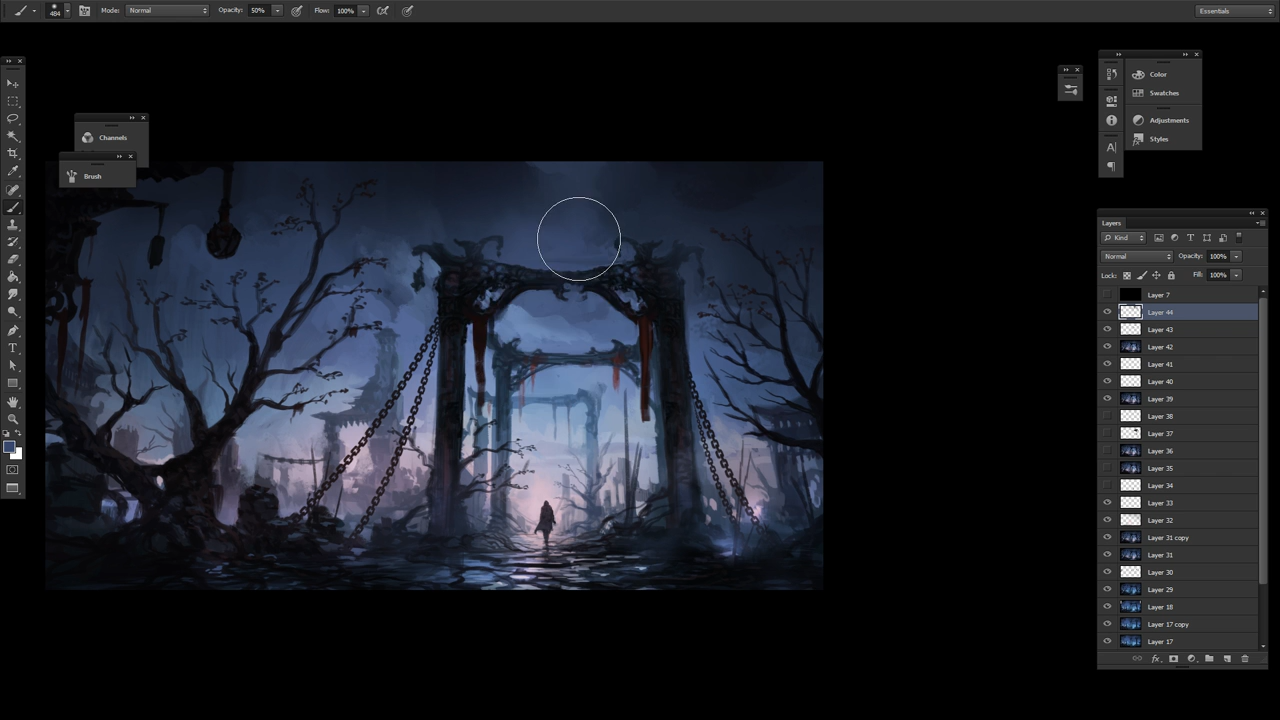 484 Mode: Normal Opacity: 50% Flow: 100% Essentials
Channels
Brush
Color
Swatches
Adjustments
Styles
Layers
Kind
Normal Opacity: 100%
Lock: Fill: 100%
Layer 7
Layer 44
Layer 43
Layer 42
Layer 41
Layer 40
Layer 39
Layer 38
Layer 37
Layer 36
Layer 35
Layer 34
Layer 33
Layer 32
Layer 31 copy
Layer 31
Layer 30
Layer 29
Layer 18
Layer 17 copy
Layer 17